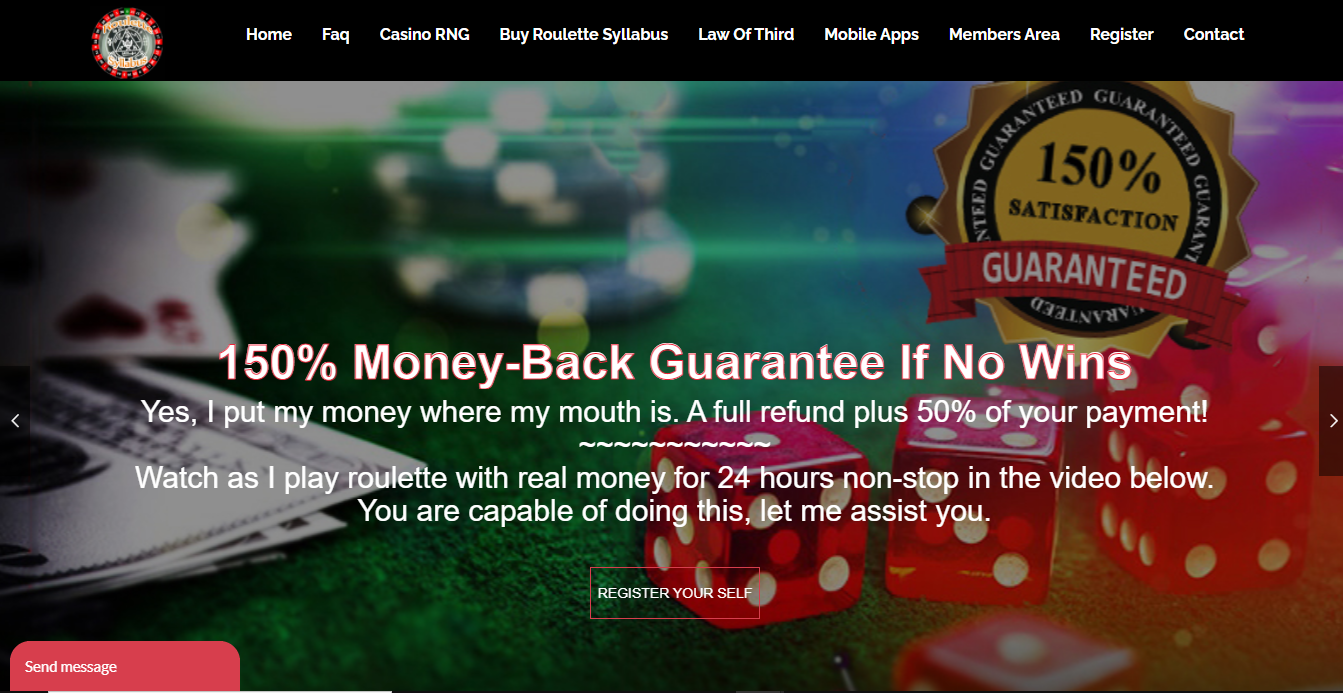 Roulette
Syllabus
Home
Faq
Casino RNG
Buy Roulette Syllabus
Law Of Third
Mobile Apps
Members Area
Register
Contact
GUARANTEED GUARANTEED GUARANTEED
150%
SATISFACTION
GUARANTEED
GUARANTEED
150% Money-Back Guarantee If No Wins
Yes, I put my money where my mouth is. A full refund plus 50% of your payment!
~~~~~~~~~~~
Watch as I play roulette with real money for 24 hours non-stop in the video below.
You are capable of doing this, let me assist you.
REGISTER YOUR SELF
Send message